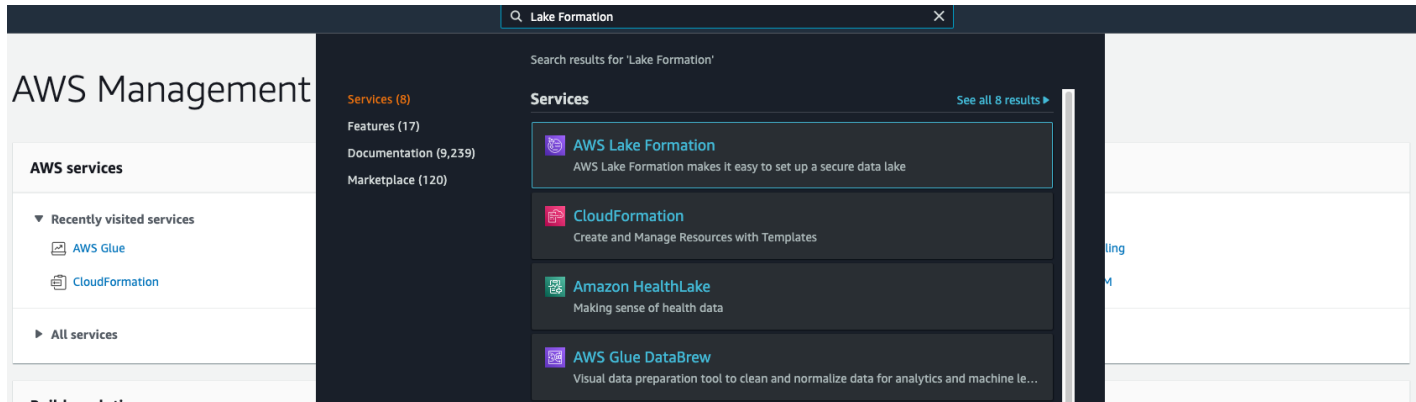 Lake Formation
AWS Management
Search results for 'Lake Formation'
Services (8)
Features (17)
Documentation (9,239)
Marketplace (120)
Services
See all 8 results
AWS Lake Formation
AWS Lake Formation makes it easy to set up a secure data lake
CloudFormation
Create and Manage Resources with Templates
Amazon HealthLake
Making sense of health data
AWS Glue DataBrew
Visual data preparation tool to clean and normalize data for analytics and machine le...
AWS services
Recently visited services
AWS Glue
CloudFormation
All services
ling
M